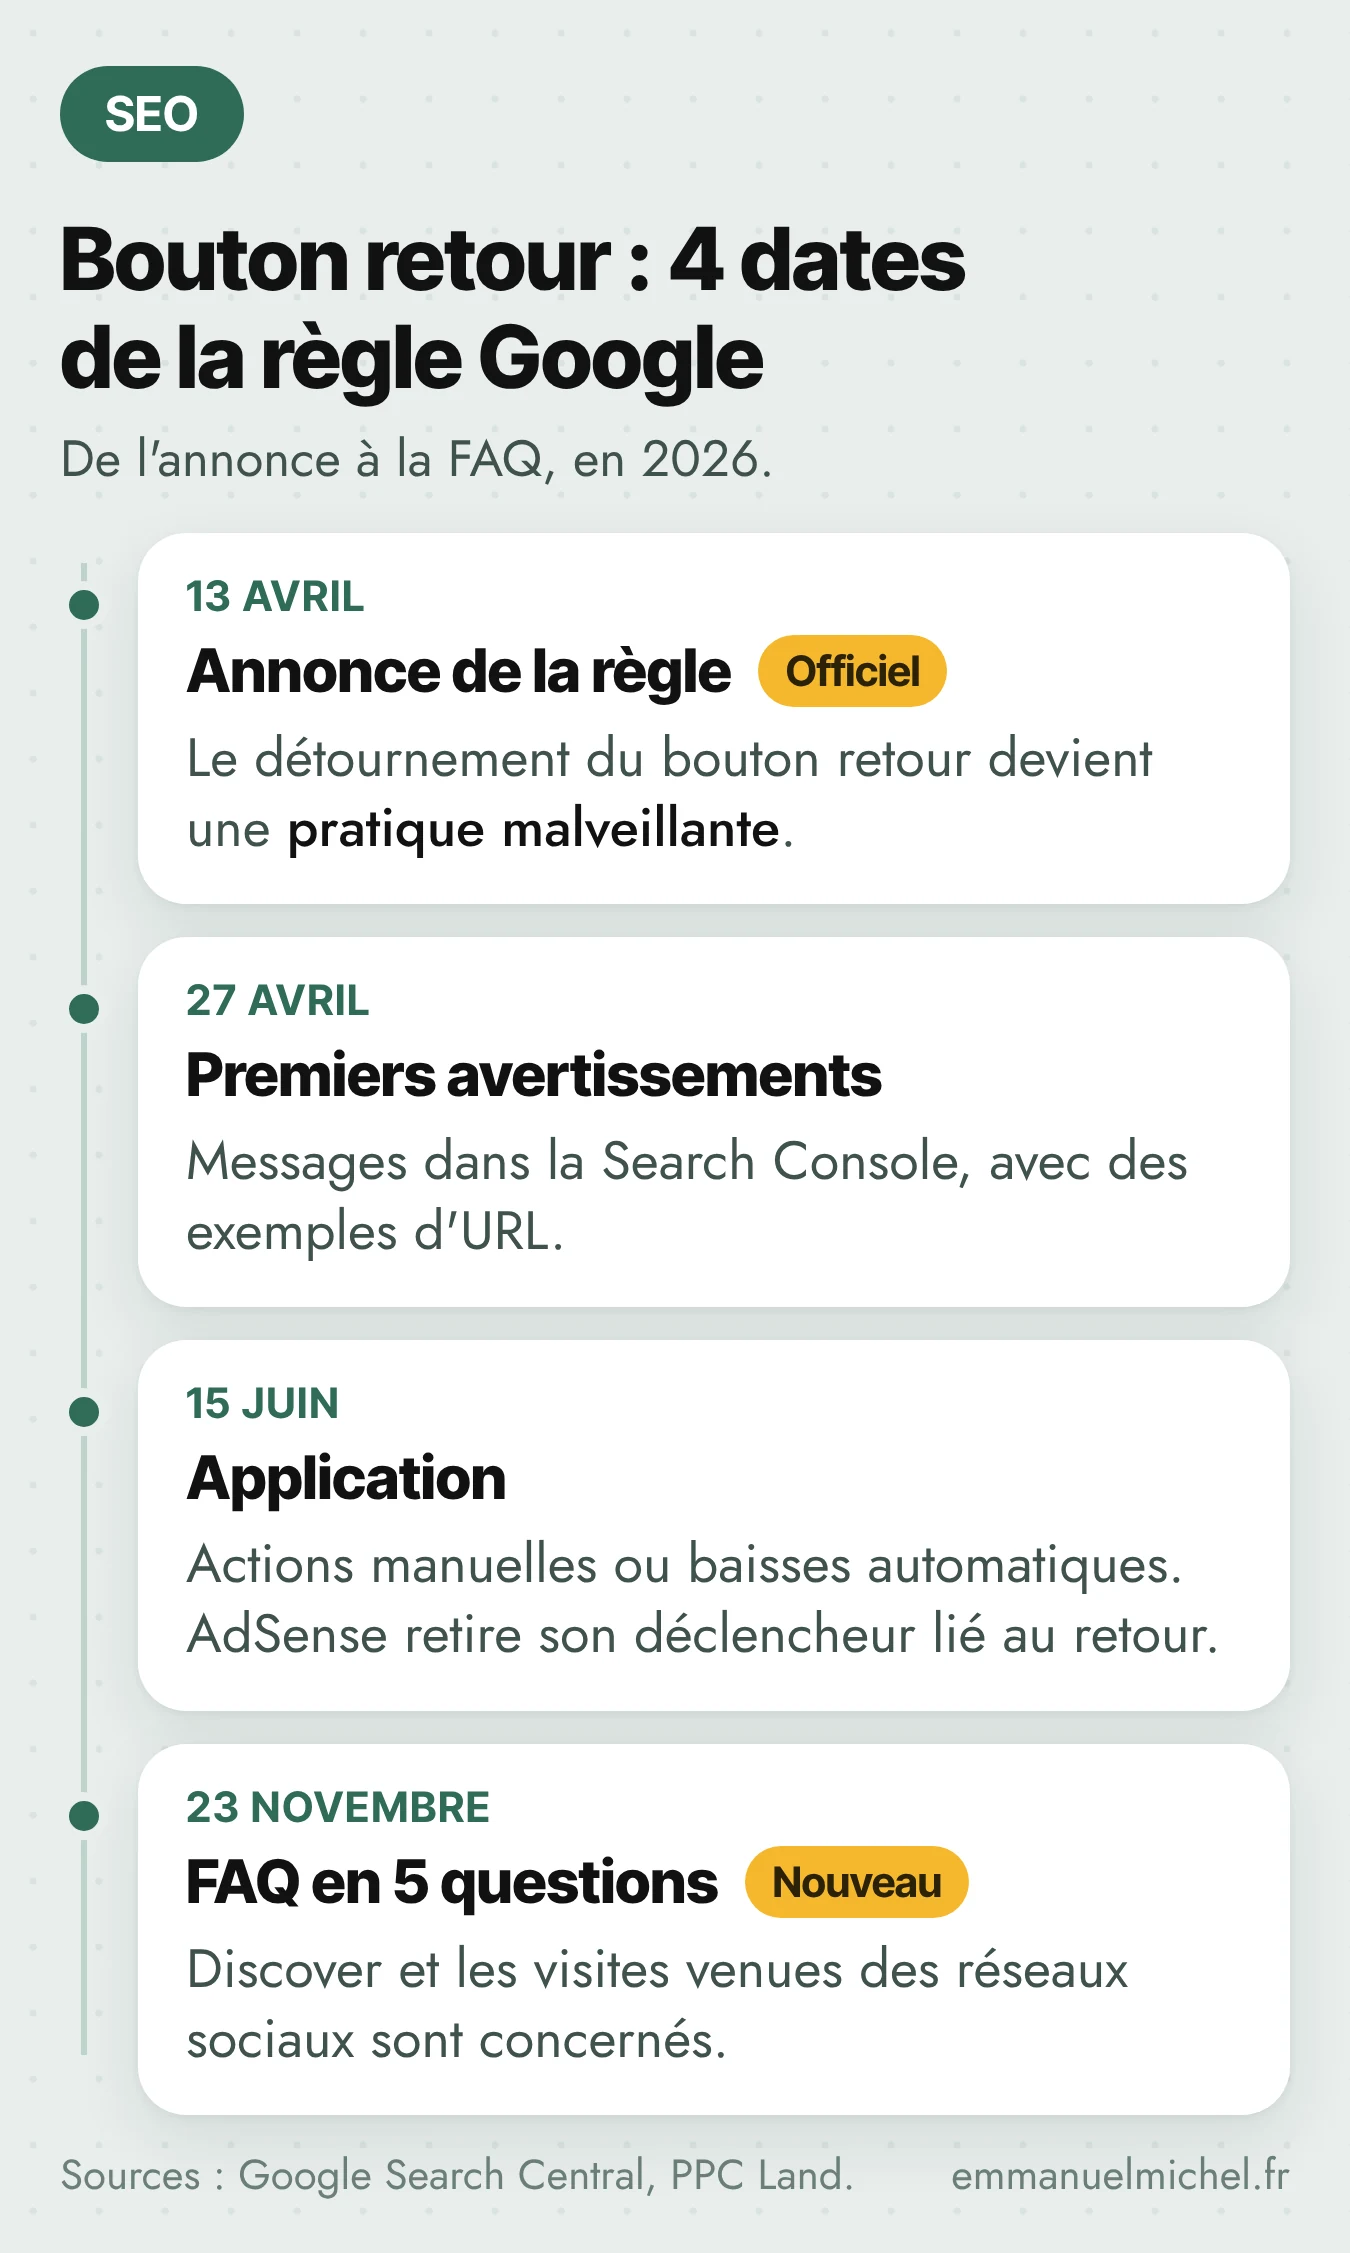 SEO
Bouton retour : 4 dates
de la règle Google
De l'annonce à la FAQ, en 2026.
13 AVRIL
Annonce de la règle Officiel
Le détournement du bouton retour devient
une pratique malveillante.
27 AVRIL
Premiers avertissements
Messages dans la Search Console, avec des
exemples d'URL.
15 JUIN
Application
Actions manuelles ou baisses automatiques.
AdSense retire son déclencheur lié au retour.
23 NOVEMBRE
FAQ en 5 questions Nouveau
Discover et les visites venues des réseaux
sociaux sont concernés.
Sources : Google Search Central, PPC Land. emmanuelmichel.fr